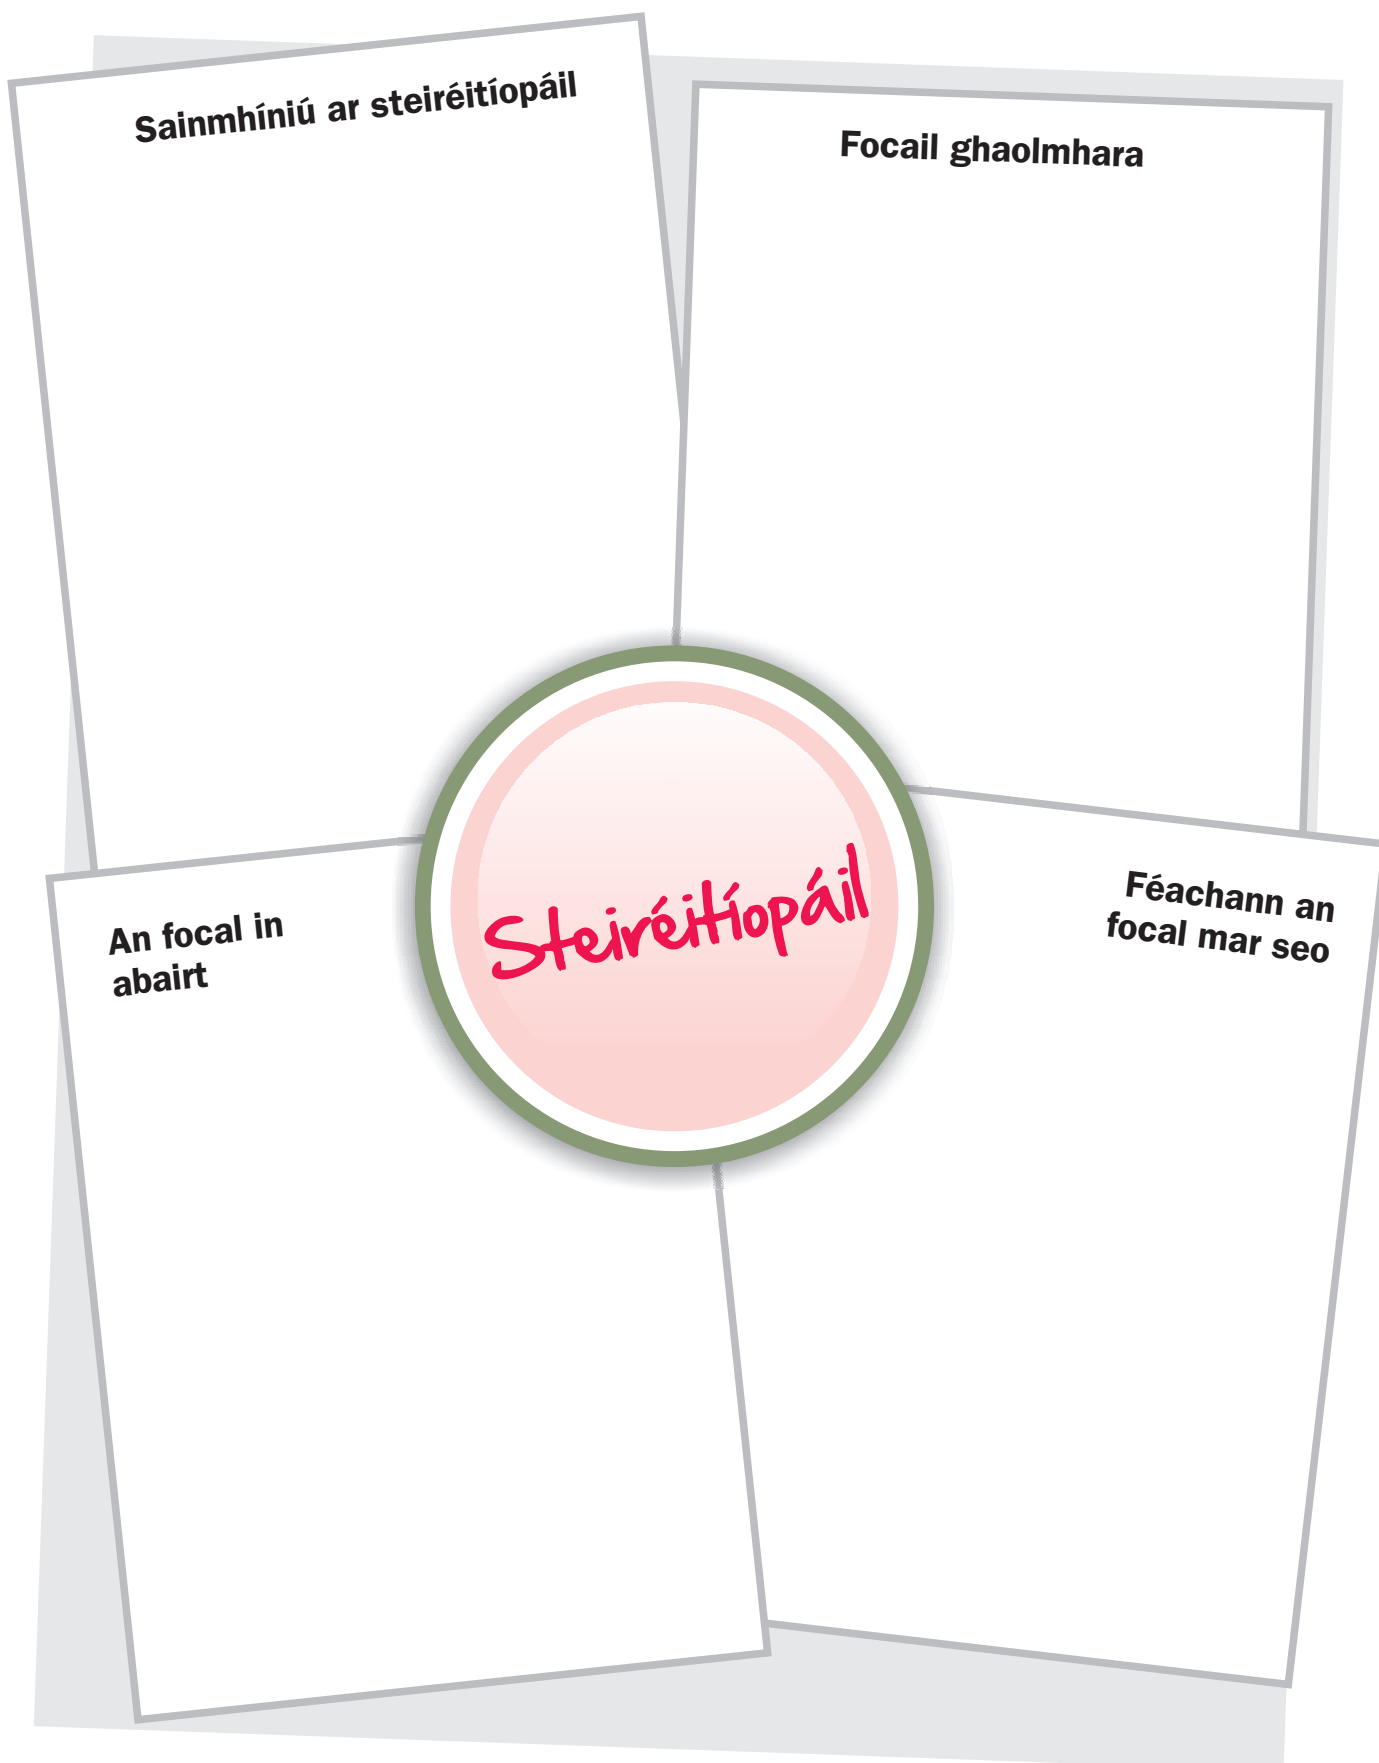 Sainmhíniú ar steiréitíopáil
Focail ghaolmhara
Steiréitíopáil
An focal in
abairt
Féachann an
focal mar seo